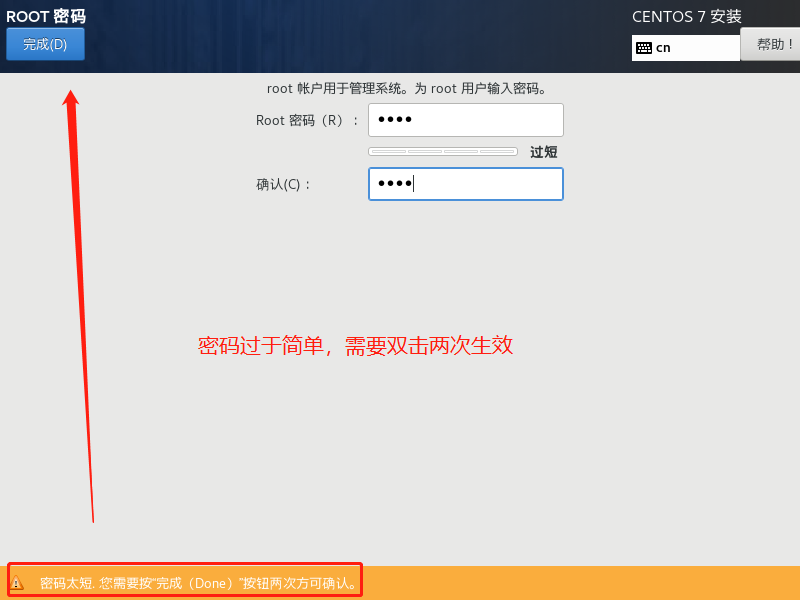 ROOT 密码
CENTOS 7 安装
完成(D)
cn
帮助！
root 帐户用于管理系统。为 root 用户输入密码。
Root 密码（R）：
●●●●
过短
确认(C)：
●●●●
密码过于简单，需要双击两次生效
密码太短. 您需要按“完成（Done）”按钮两次方可确认。